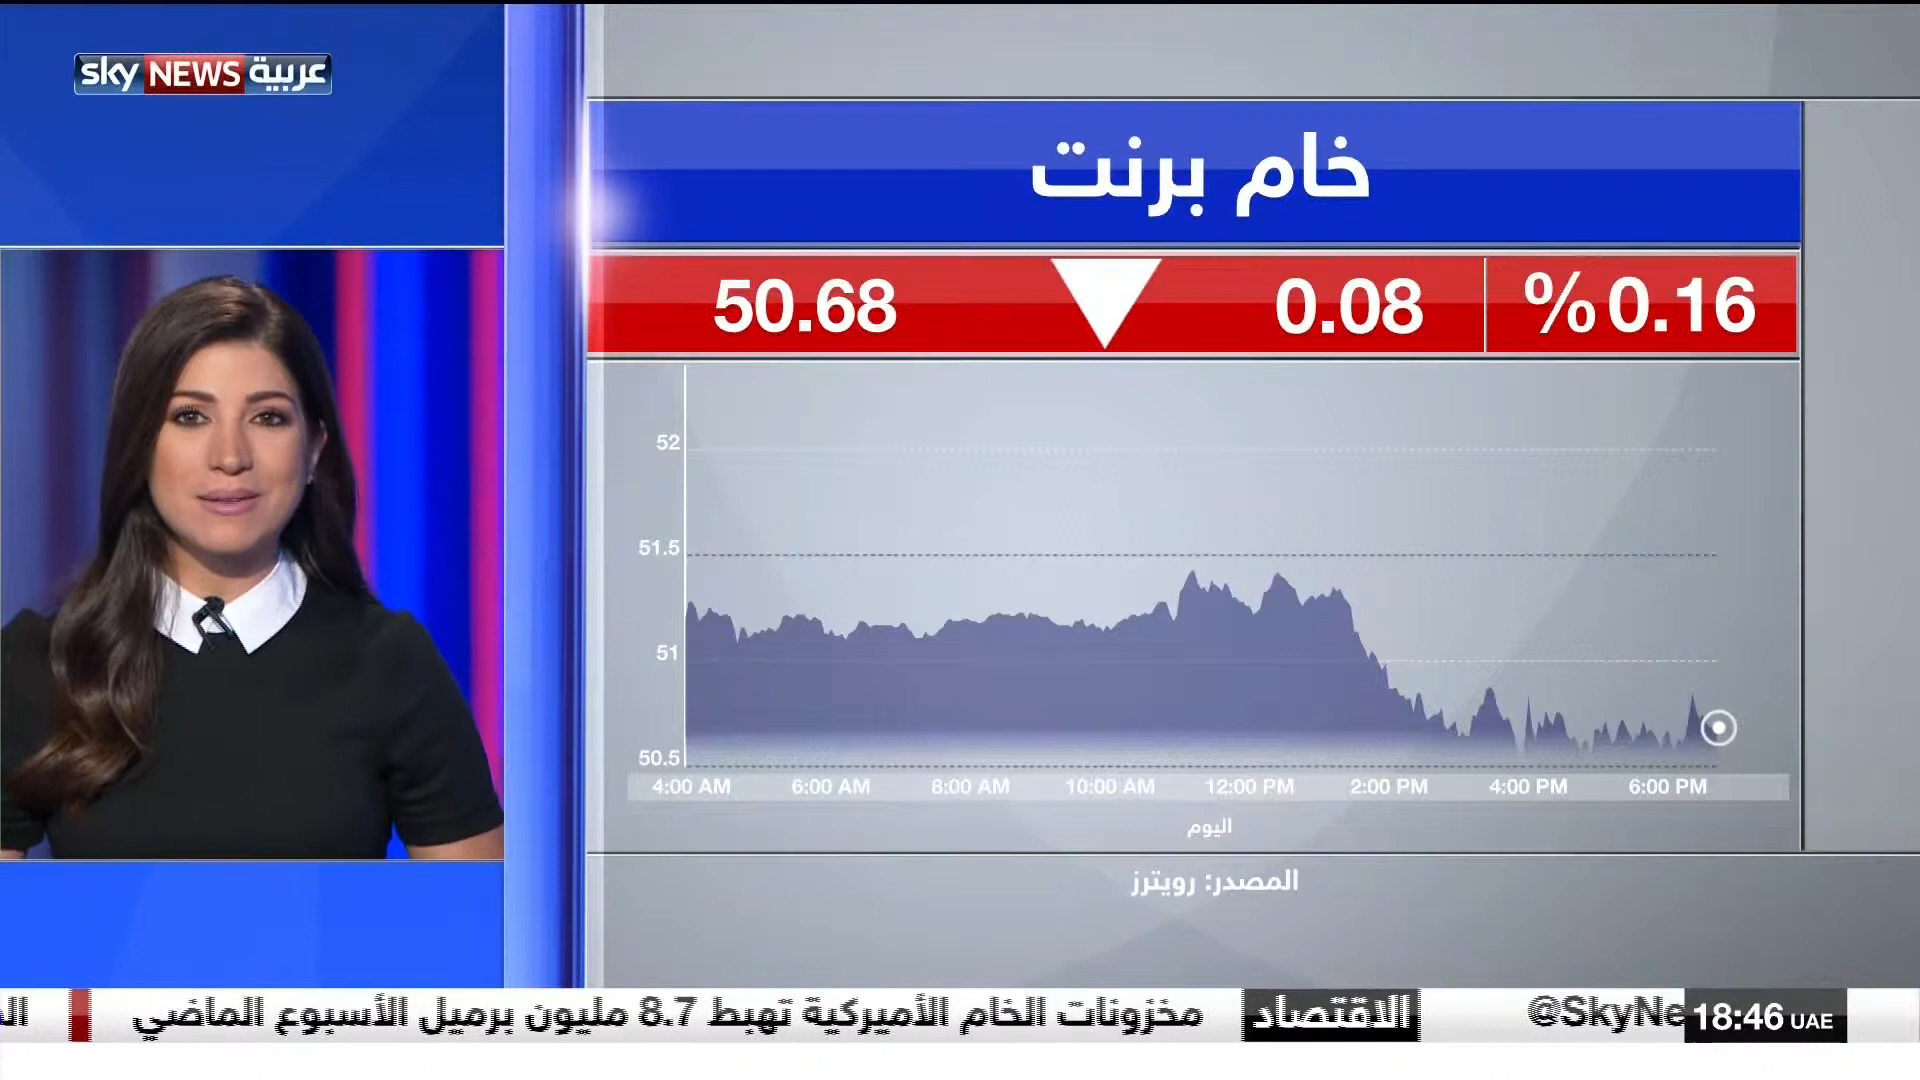 sky NEWS عربية
خام برنت
50.68 0.08 %0.16
52
51.5
51
50.5
4:00 AM 6:00 AM 8:00 AM 10:00 AM 12:00 PM 2:00 PM 4:00 PM 6:00 PM
اليوم
المصدر: رويترز
@SkyNe الاقتصاد مخزونات الخام الأميركية تهبط 8.7 مليون برميل الأسبوع الماضي
18:46 UAE